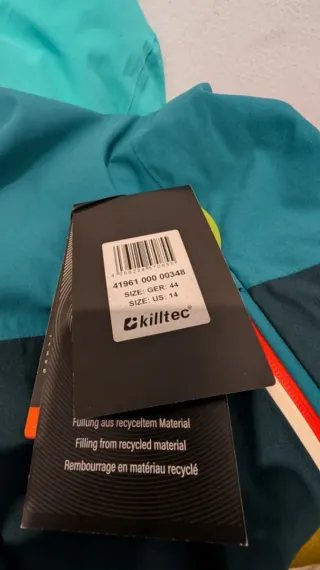 41961 000 00348
SIZE: GER: 44
SIZE: US: 14
killtec®
Füllung aus recyceltem Material
Filling from recycled material
Rembourrage en matériau recyclé